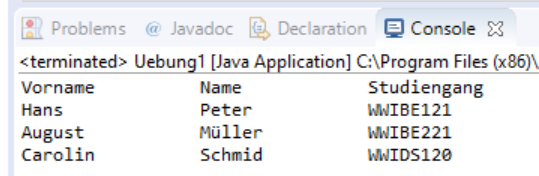 Problems @ Javadoc Declaration Console
<terminated> Uebung1 [Java Application] C:\Program Files (x86)\
Vorname Name Studiengang
Hans Peter WWIBE121
August Müller WWIBE221
Carolin Schmid WWIDS120